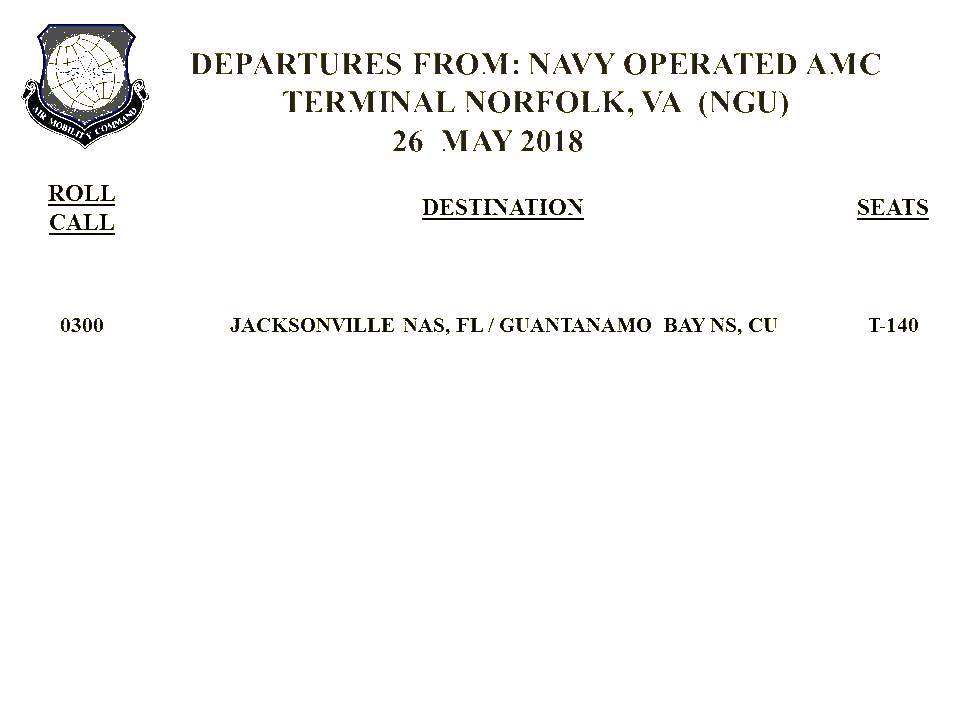 AIR MOBILITY COMMAND
DEPARTURES FROM: NAVY OPERATED AMC
TERMINAL NORFOLK, VA (NGU)
26 MAY 2018
ROLL
CALL
DESTINATION
SEATS
0300 JACKSONVILLE NAS, FL / GUANTANAMO BAY NS, CU T-140